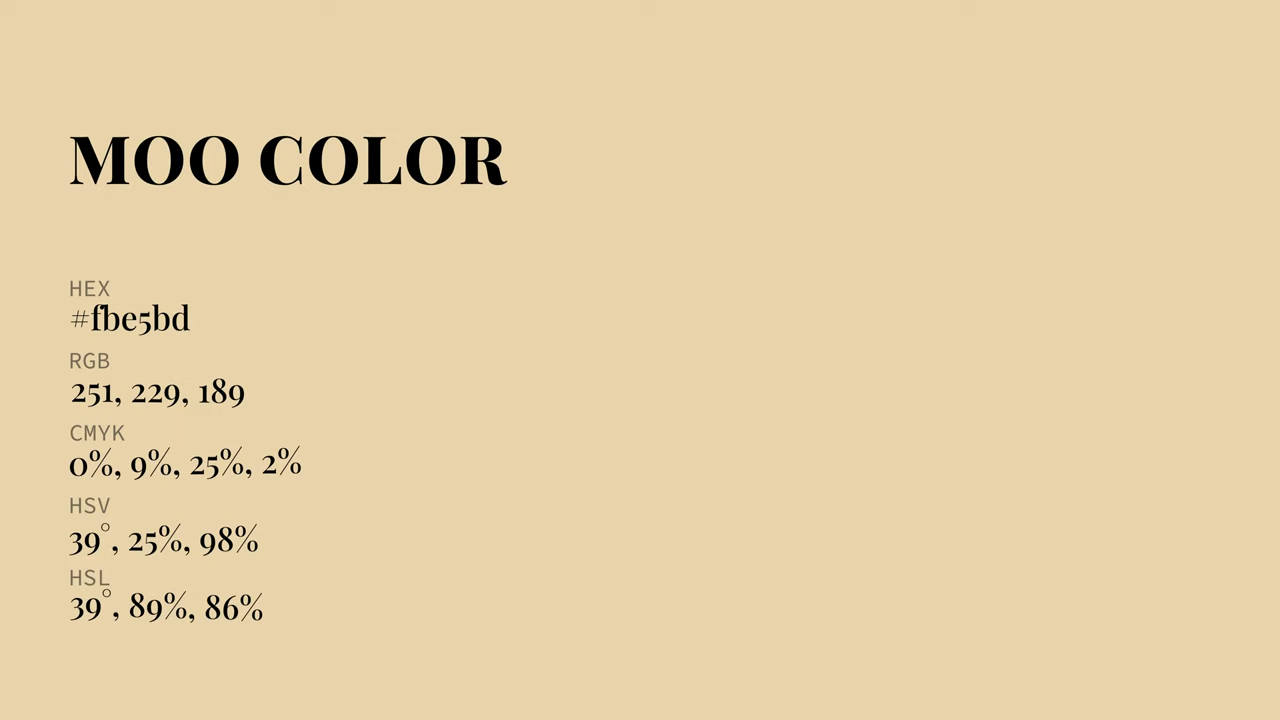 MOO COLOR
HEX
#fbe5bd
RGB
251, 229, 189
CMYK
0%, 9%, 25%, 2%
HSV
39°, 25%, 98%
HSL
39°, 89%, 86%